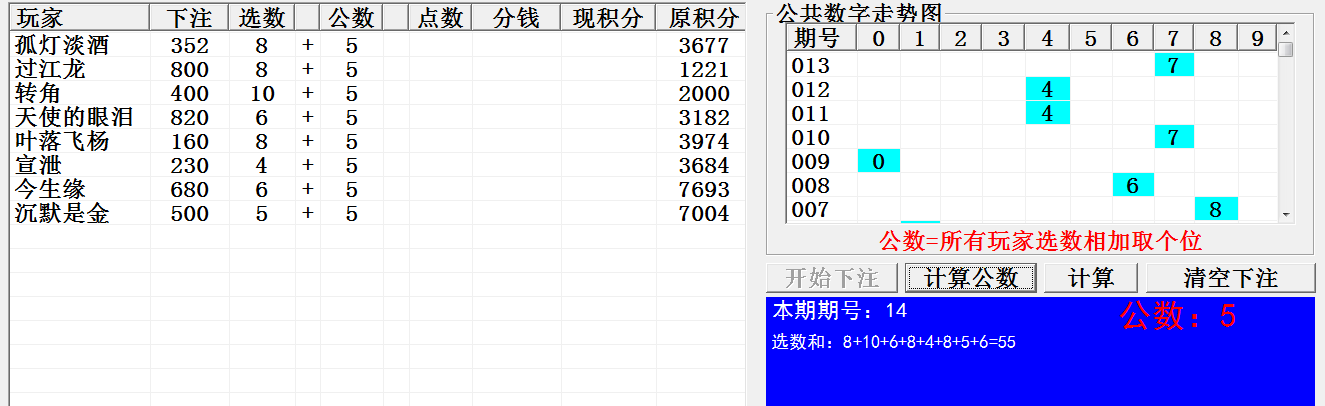 玩家 下注 选数 公数 点数 分钱 现积分 原积分
孤灯淡酒 352 8 + 5 3677
过江龙 800 8 + 5 1221
转角 400 10 + 5 2000
天使的眼泪 820 6 + 5 3182
叶落飞杨 160 8 + 5 3974
宣泄 230 4 + 5 3684
今生缘 680 6 + 5 7693
沉默是金 500 5 + 5 7004
公共数字走势图
期号 0 1 2 3 4 5 6 7 8 9
013 7
012 4
011 4
010 7
009 0
008 6
007 8
公数=所有玩家选数相加取个位
开始下注 计算公数 计算 清空下注
本期期号：14 公数：5
选数和：8+10+6+8+4+8+5+6=55